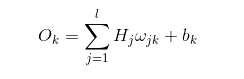 O_k = \sum_{j=1}^{l} H_j \omega_{jk} + b_k